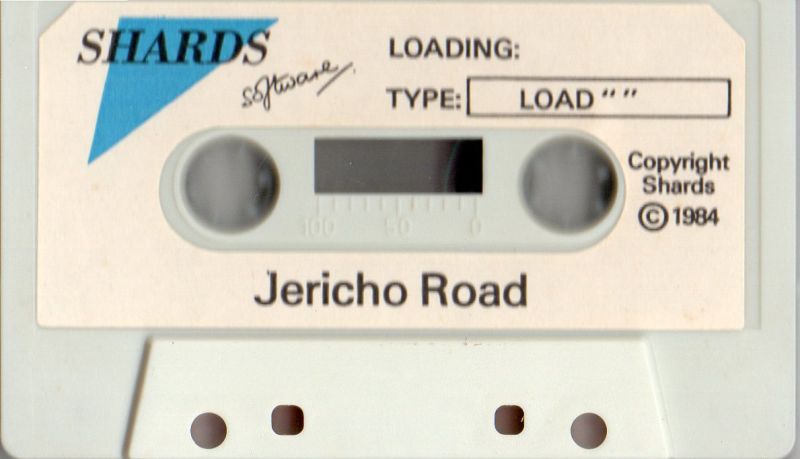 SHARDS
software.
LOADING:
TYPE: LOAD “ ”
Copyright
Shards
© 1984
100 50 0
Jericho Road